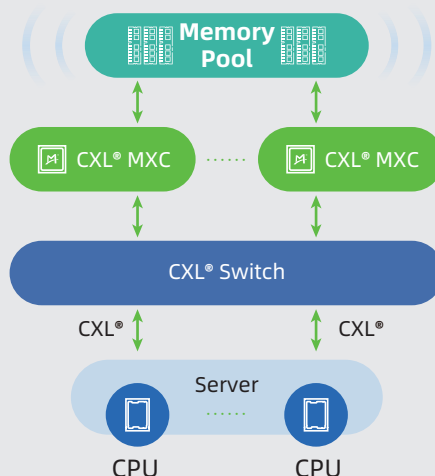 Memory
Pool
CXL® MXC ...... CXL® MXC
CXL® Switch
CXL® CXL®
Server
......
CPU CPU